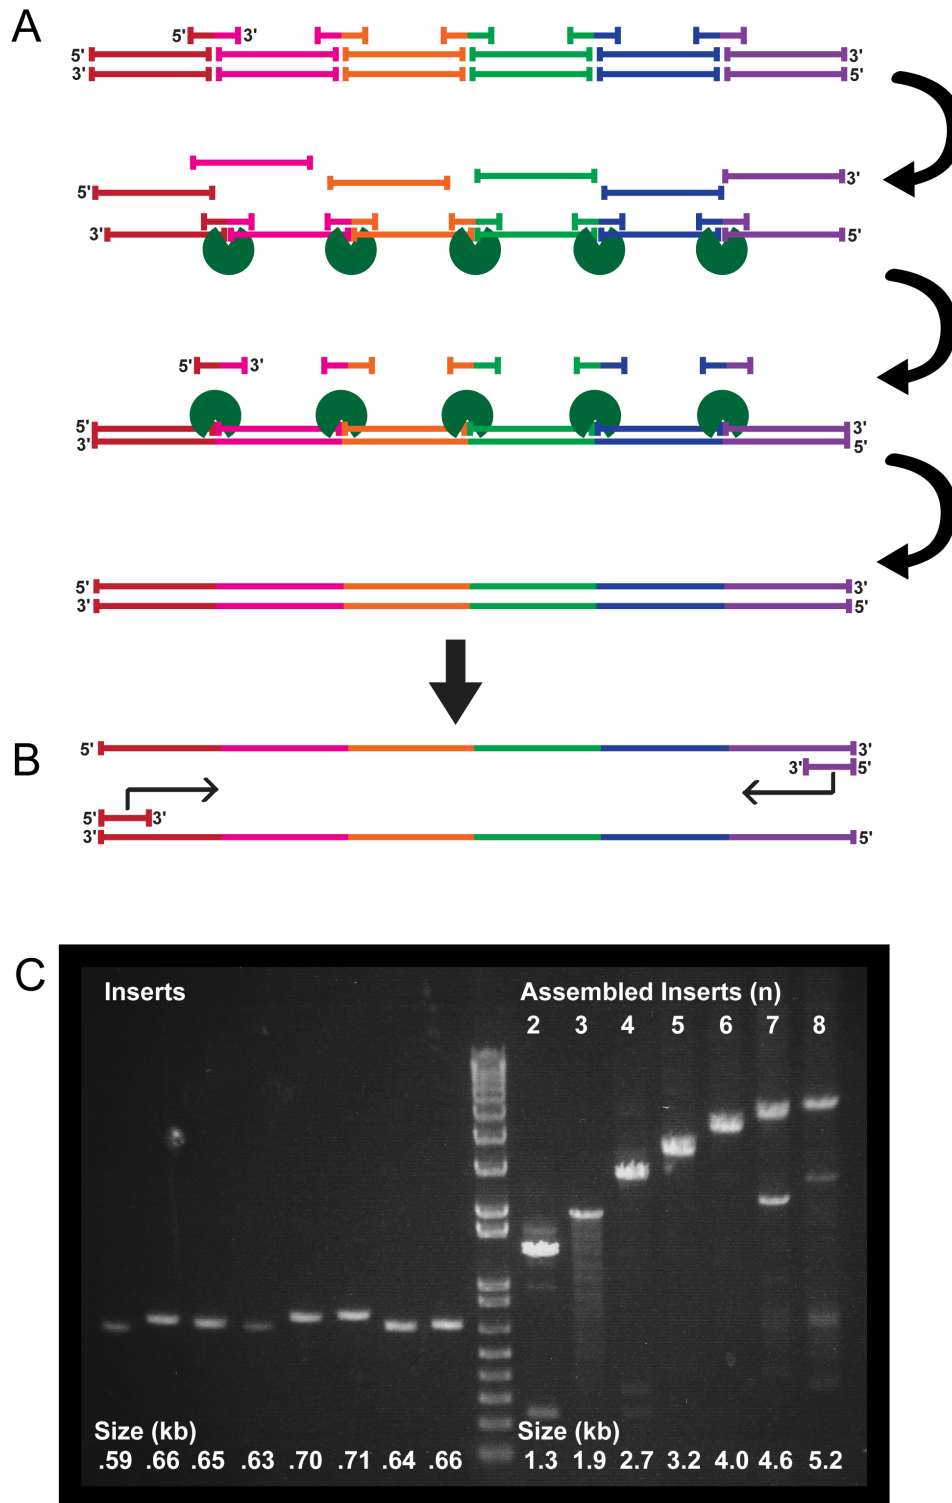 A
5' 3'
5' 3'
3' 5'
5' 3'
3' 5'
5' 3'
5' 3'
3' 5'
5' 3'
3' 5'
B
5' 3'
3' 5'
5' 3'
3' 5'
C
Inserts Assembled Inserts (n)
2 3 4 5 6 7 8
Size (kb) Size (kb)
.59 .66 .65 .63 .70 .71 .64 .66 1.3 1.9 2.7 3.2 4.0 4.6 5.2